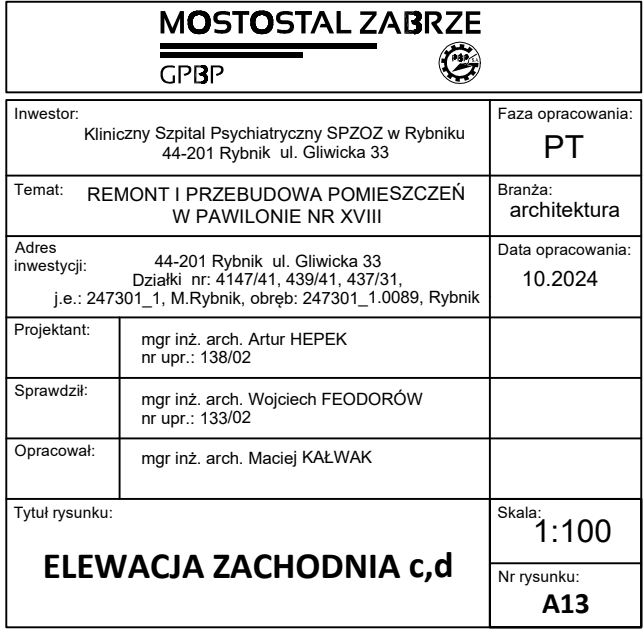 MOSTOSTAL ZABRZE
GPBP
PBP
Inwestor:
Kliniczny Szpital Psychiatryczny SPZOZ w Rybniku
44-201 Rybnik ul. Gliwicka 33
Faza opracowania:
PT
Temat:
REMONT I PRZEBUDOWA POMIESZCZEŃ
W PAWILONIE NR XVIII
Branża:
architektura
Adres
inwestycji:
44-201 Rybnik ul. Gliwicka 33
Działki nr: 4147/41, 439/41, 437/31,
j.e.: 247301_1, M.Rybnik, obręb: 247301_1.0089, Rybnik
Data opracowania:
10.2024
Projektant:
mgr inż. arch. Artur HEPEK
nr upr.: 138/02
Sprawdził:
mgr inż. arch. Wojciech FEODORÓW
nr upr.: 133/02
Opracował:
mgr inż. arch. Maciej KAŁWAK
Tytuł rysunku:
ELEWACJA ZACHODNIA c,d
Skala:
1:100
Nr rysunku:
A13